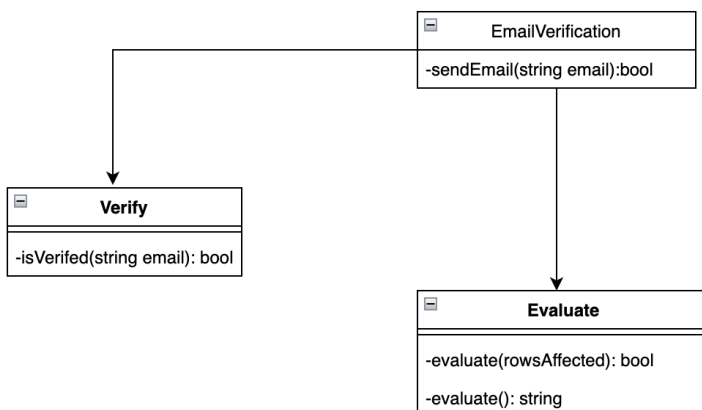 EmailVerification
-sendEmail(string email):bool
Verify
-isVerifed(string email): bool
Evaluate
-evaluate(rowsAffected): bool
-evaluate(): string